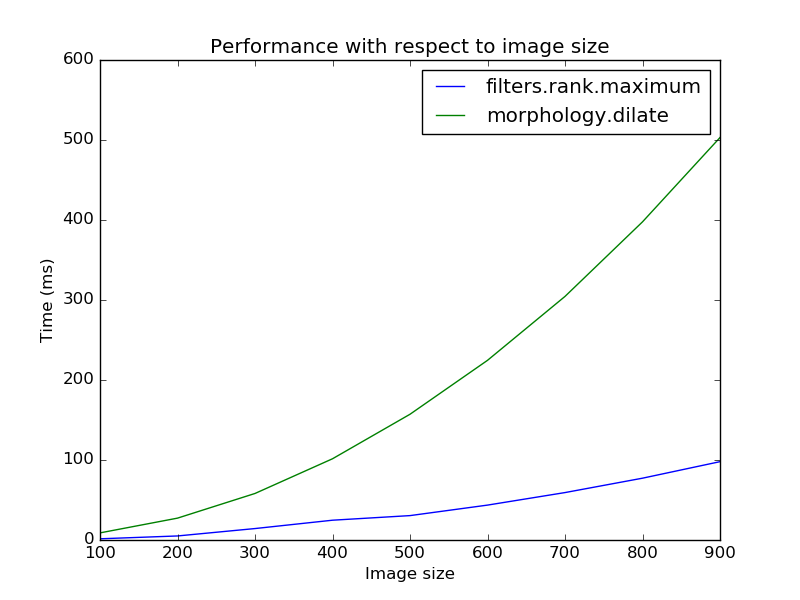 Performance with respect to image size
filters.rank.maximum
morphology.dilate
600
500
400
300
200
100
0
Time (ms)
100 200 300 400 500 600 700 800 900
Image size